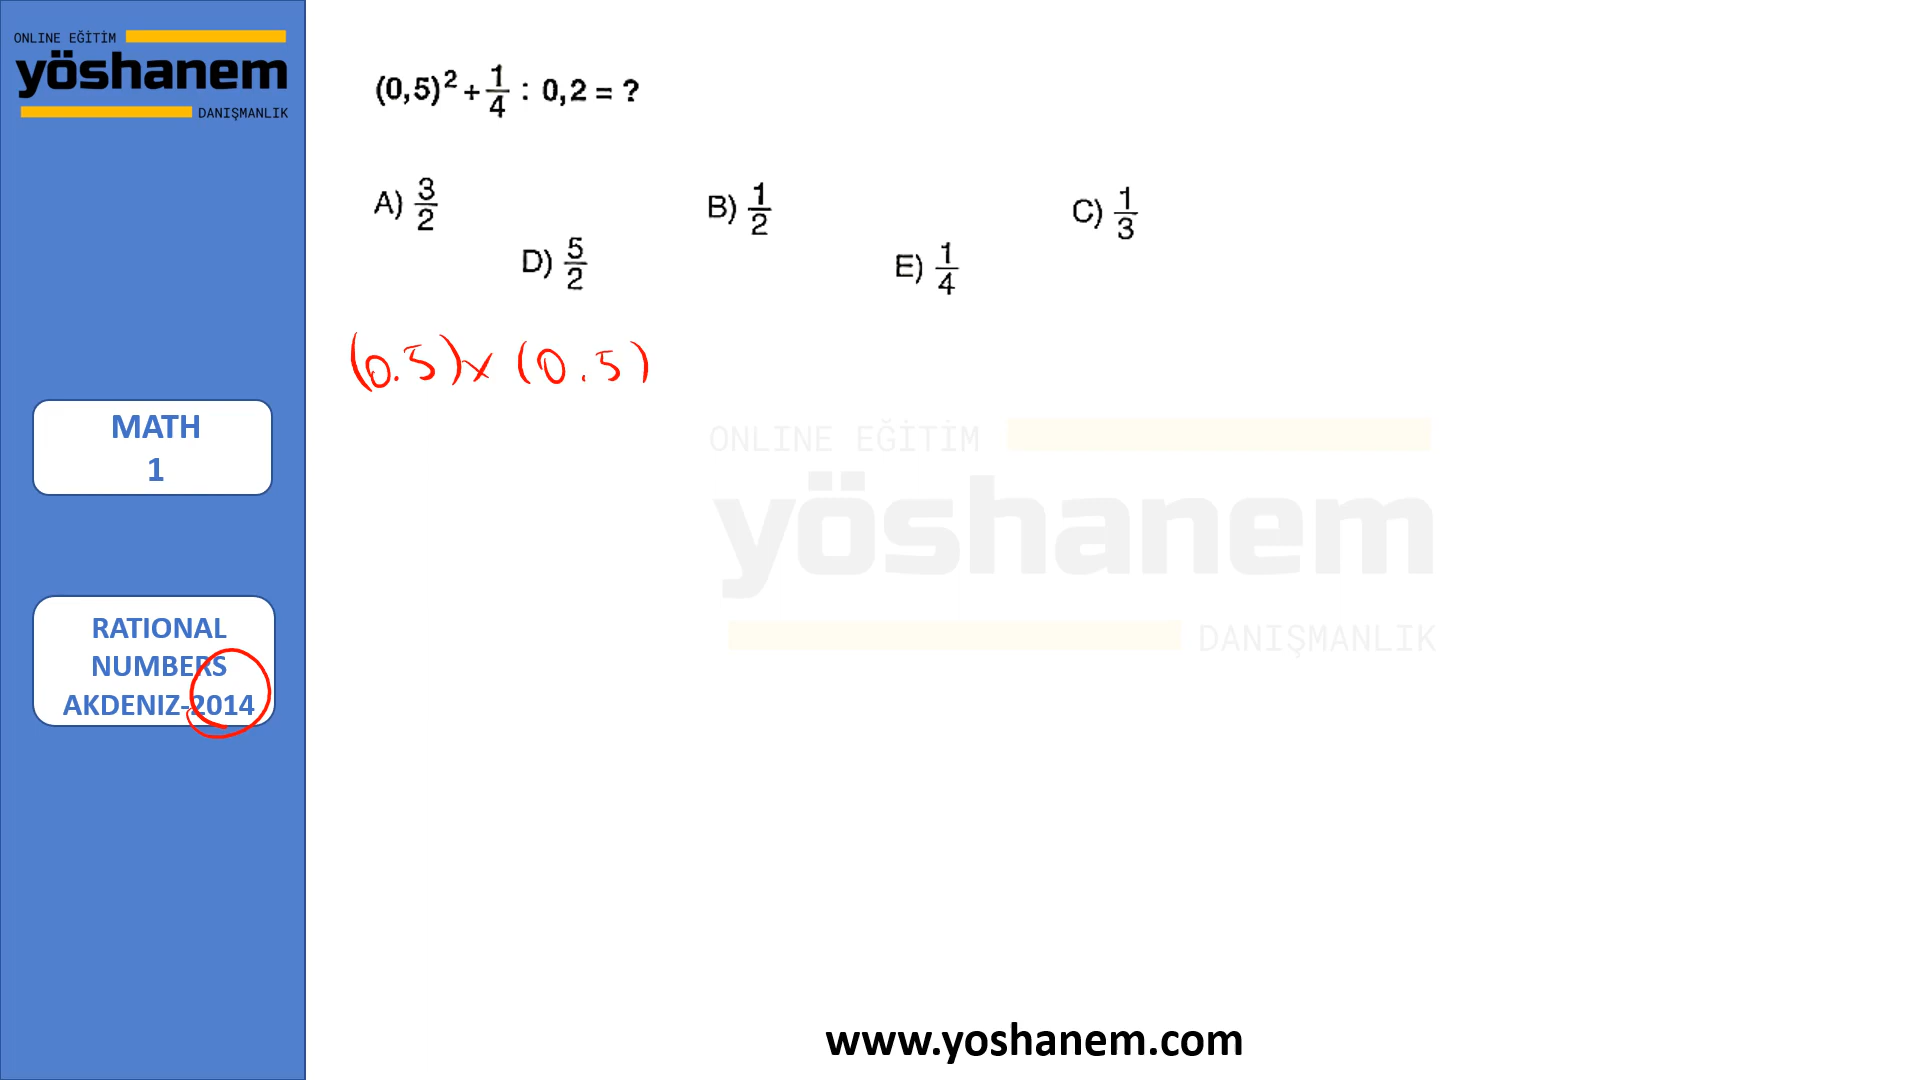 ONLINE EĞİTİM
yöshanem
DANIŞMANLIK
(0,5)² + 1/4 : 0,2 = ?
A) 3/2
B) 1/2
C) 1/3
D) 5/2
E) 1/4
(0.5)x(0.5)
MATH
1
ONLINE EĞİTİM
yöshanem
DANIŞMANLIK
RATIONAL
NUMBERS
AKDENIZ-2014
www.yoshanem.com